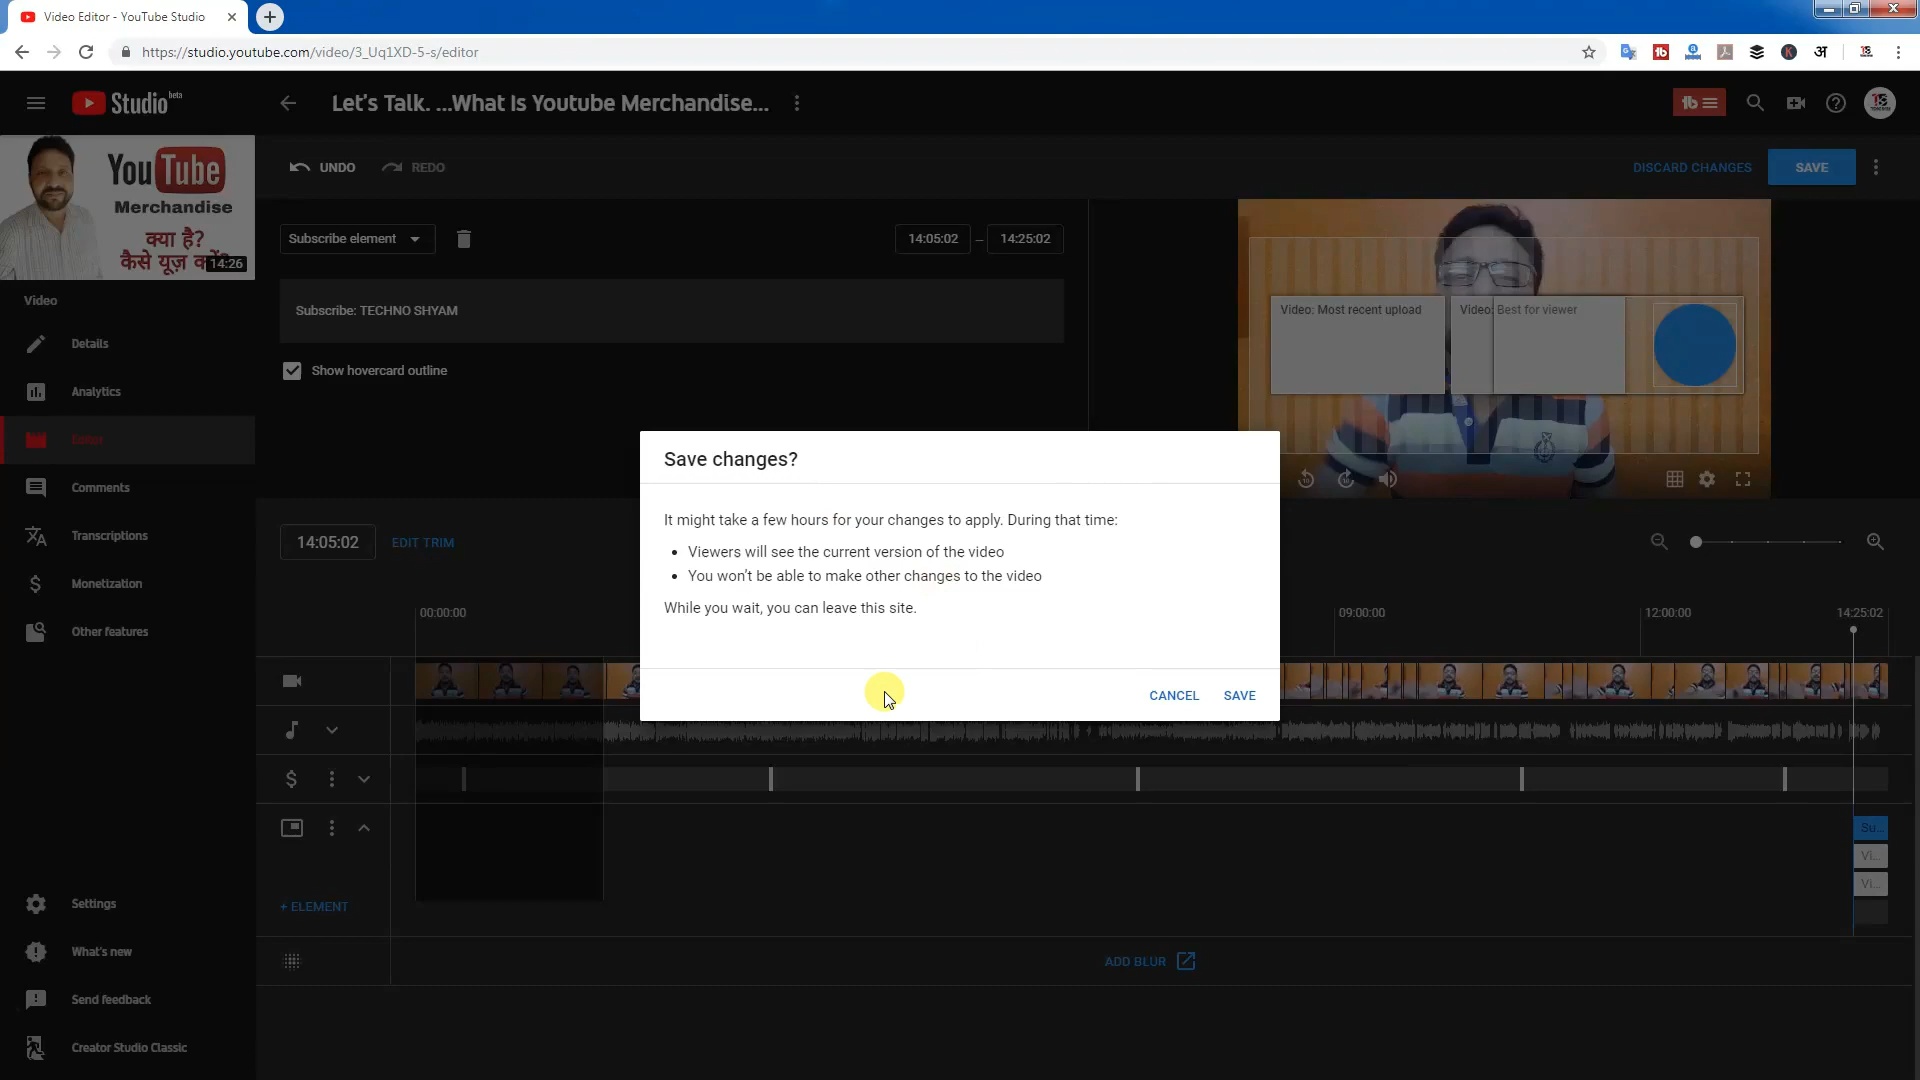 Video Editor - YouTube Studio
https://studio.youtube.com/video/3_Uq1XD-5-s/editor
Studio beta
Let's Talk. ...What Is Youtube Merchandise...
UNDO
REDO
DISCARD CHANGES
SAVE
YouTube
Merchandise
क्या है?
14:26
Subscribe element
14:05:02 – 14:25:02
Subscribe: TECHNO SHYAM
Show hovercard outline
Video: Most recent upload
Video: Best for viewer
Video
Details
Analytics
Editor
Comments
Transcriptions
Monetization
Other features
Settings
What's new
Send feedback
Creator Studio Classic
Save changes?
It might take a few hours for your changes to apply. During that time:
• Viewers will see the current version of the video
• You won't be able to make other changes to the video
While you wait, you can leave this site.
CANCEL
SAVE
14:05:02
EDIT TRIM
00:00:00
09:00:00
12:00:00
14:25:02
Su...
Vi...
Vi...
+ ELEMENT
ADD BLUR